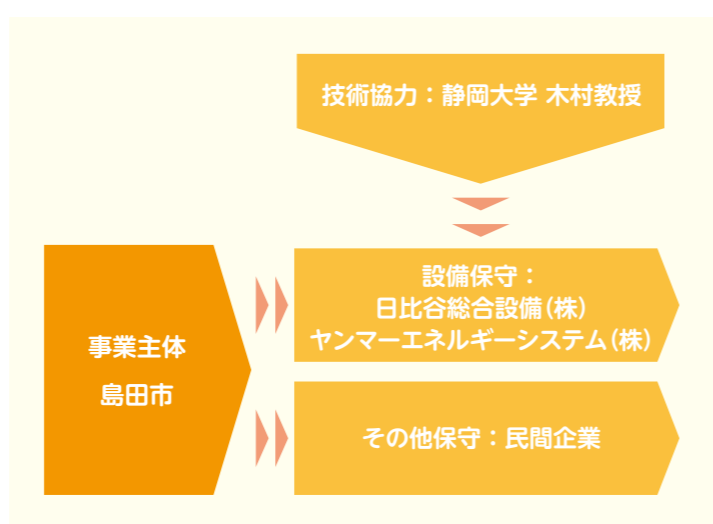 技術協力：静岡大学 木村教授
事業主体
島田市
設備保守：
日比谷総合設備(株)
ヤンマーエネルギーシステム(株)
その他保守：民間企業